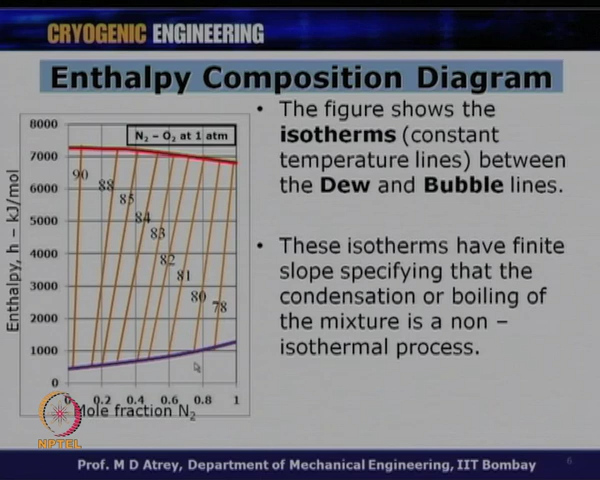 CRYOGENIC ENGINEERING
Enthalpy Composition Diagram
8000
7000
6000
5000
4000
3000
2000
1000
0
Enthalpy, h – kJ/mol
N2 – O2 at 1 atm
90
88
85
84
83
82
81
80
78
0 0.2 0.4 0.6 0.8 1
Mole fraction N2
• The figure shows the
isotherms (constant
temperature lines) between
the Dew and Bubble lines.
• These isotherms have finite
slope specifying that the
condensation or boiling of
the mixture is a non –
isothermal process.
NPTEL
Prof. M D Atrey, Department of Mechanical Engineering, IIT Bombay
6